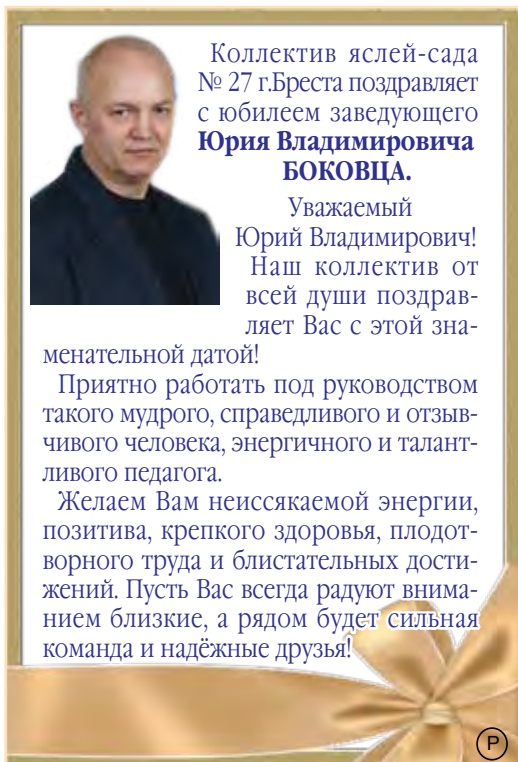 Коллектив яслей-сада
№ 27 г.Бреста поздравляет
с юбилеем заведующего
Юрия Владимировича
БОКОВЦА.
Уважаемый
Юрий Владимирович!
Наш коллектив от
всей души поздрав-
ляет Вас с этой зна-
менательной датой!
Приятно работать под руководством
такого мудрого, справедливого и отзыв-
чивого человека, энергичного и талант-
ливого педагога.
Желаем Вам неиссякаемой энергии,
позитива, крепкого здоровья, плодот-
ворного труда и блистательных дости-
жений. Пусть Вас всегда радуют внима-
нием близкие, а рядом будет сильная
команда и надёжные друзья!
Р